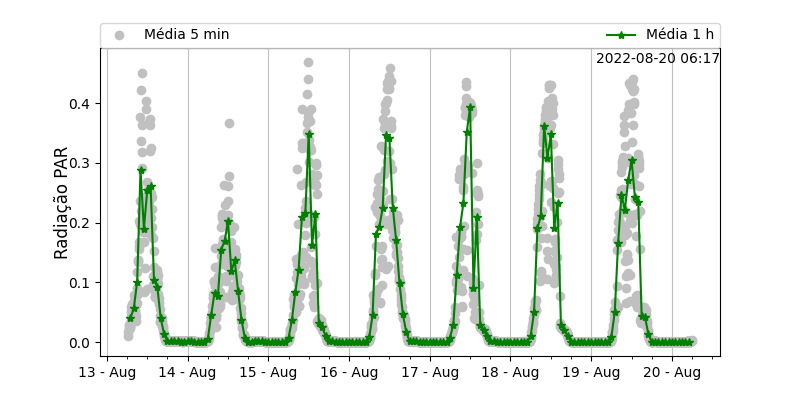 Média 5 min
Média 1 h
2022-08-20 06:17
Radiação PAR
0.4
0.3
0.2
0.1
0.0
13 - Aug
14 - Aug
15 - Aug
16 - Aug
17 - Aug
18 - Aug
19 - Aug
20 - Aug